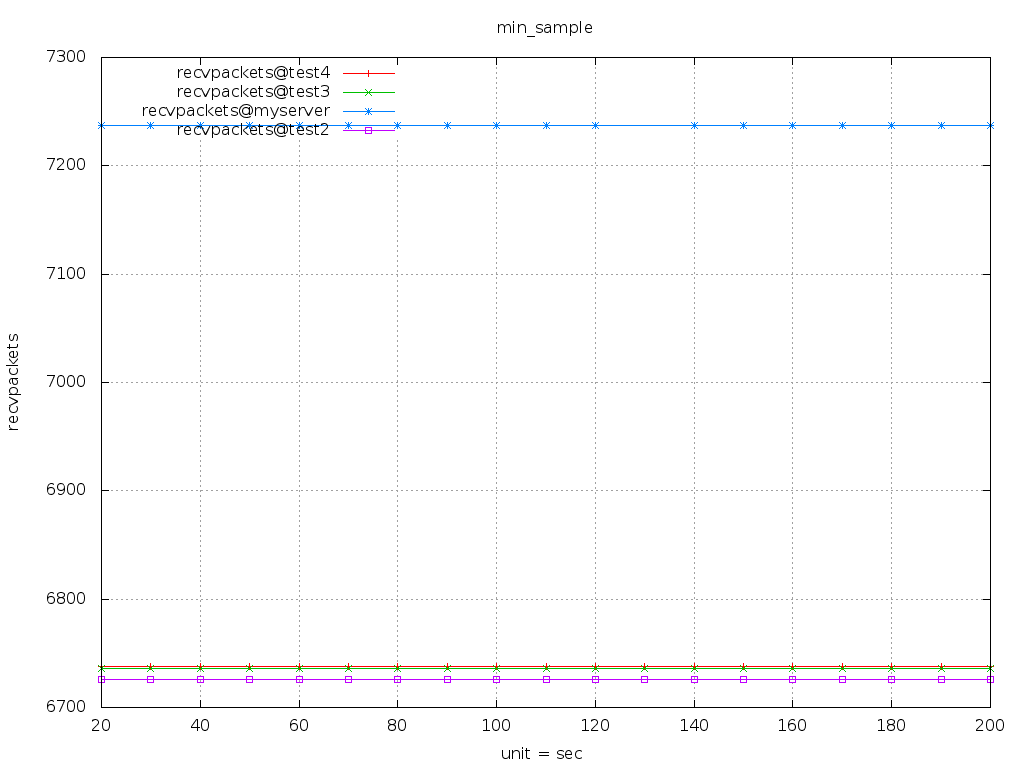 min_sample
7300
7200
7100
7000
6900
6800
6700
recvpackets
recvpackets@test4
recvpackets@test3
recvpackets@myserver
recvpackets@test2
20 40 60 80 100 120 140 160 180 200
unit = sec